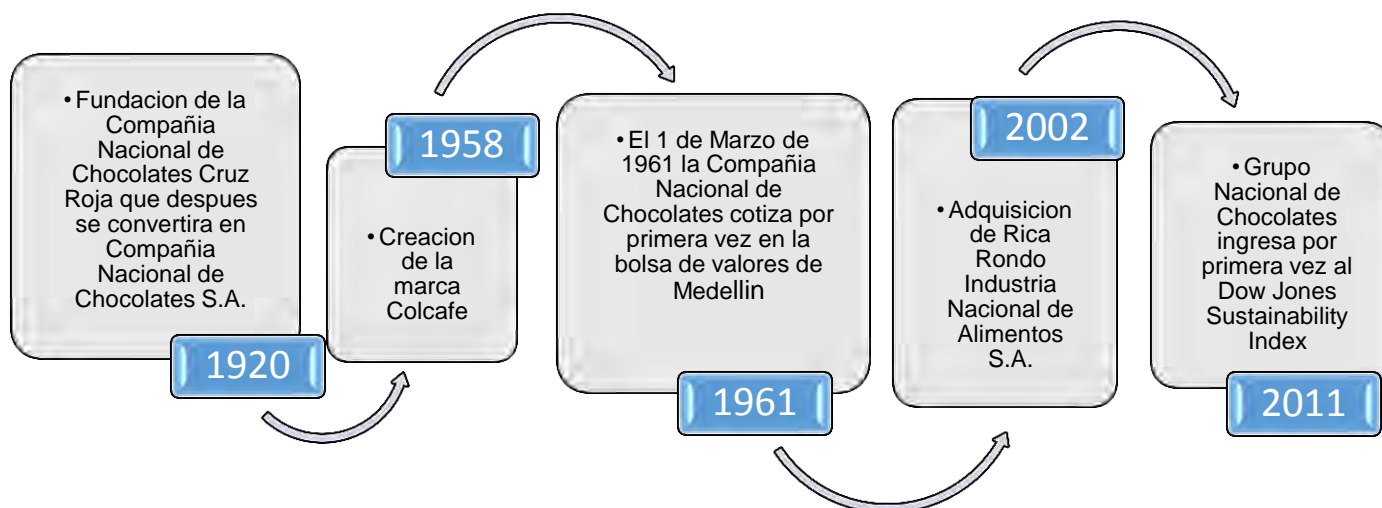 • Fundacion de la
Compañia
Nacional de
Chocolates Cruz
Roja que despues
se convertira en
Compañia
Nacional de
Chocolates S.A.
1920
1958
• Creacion
de la
marca
Colcafe
• El 1 de Marzo de
1961 la Compañia
Nacional de
Chocolates cotiza por
primera vez en la
bolsa de valores de
Medellin
1961
2002
• Adquisicion
de Rica
Rondo
Industria
Nacional de
Alimentos
S.A.
• Grupo
Nacional de
Chocolates
ingresa por
primera vez al
Dow Jones
Sustainability
Index
2011